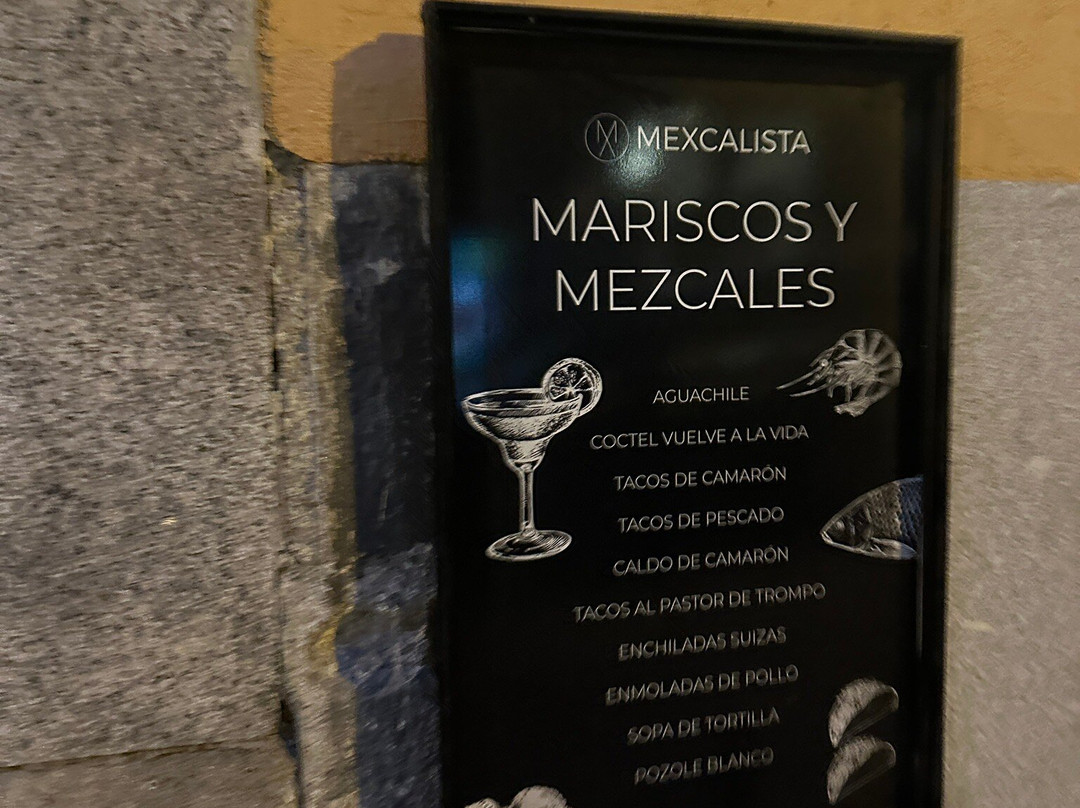 MEXCALISTA
MARISCOS Y
MEZCALES
AGUACHILE
COCTEL VUELVE A LA VIDA
TACOS DE CAMARÓN
TACOS DE PESCADO
CALDO DE CAMARÓN
TACOS AL PASTOR DE TROMPO
ENCHILADAS SUIZAS
ENMOLADAS DE POLLO
SOPA DE TORTILLA
POZOLE BLANCO